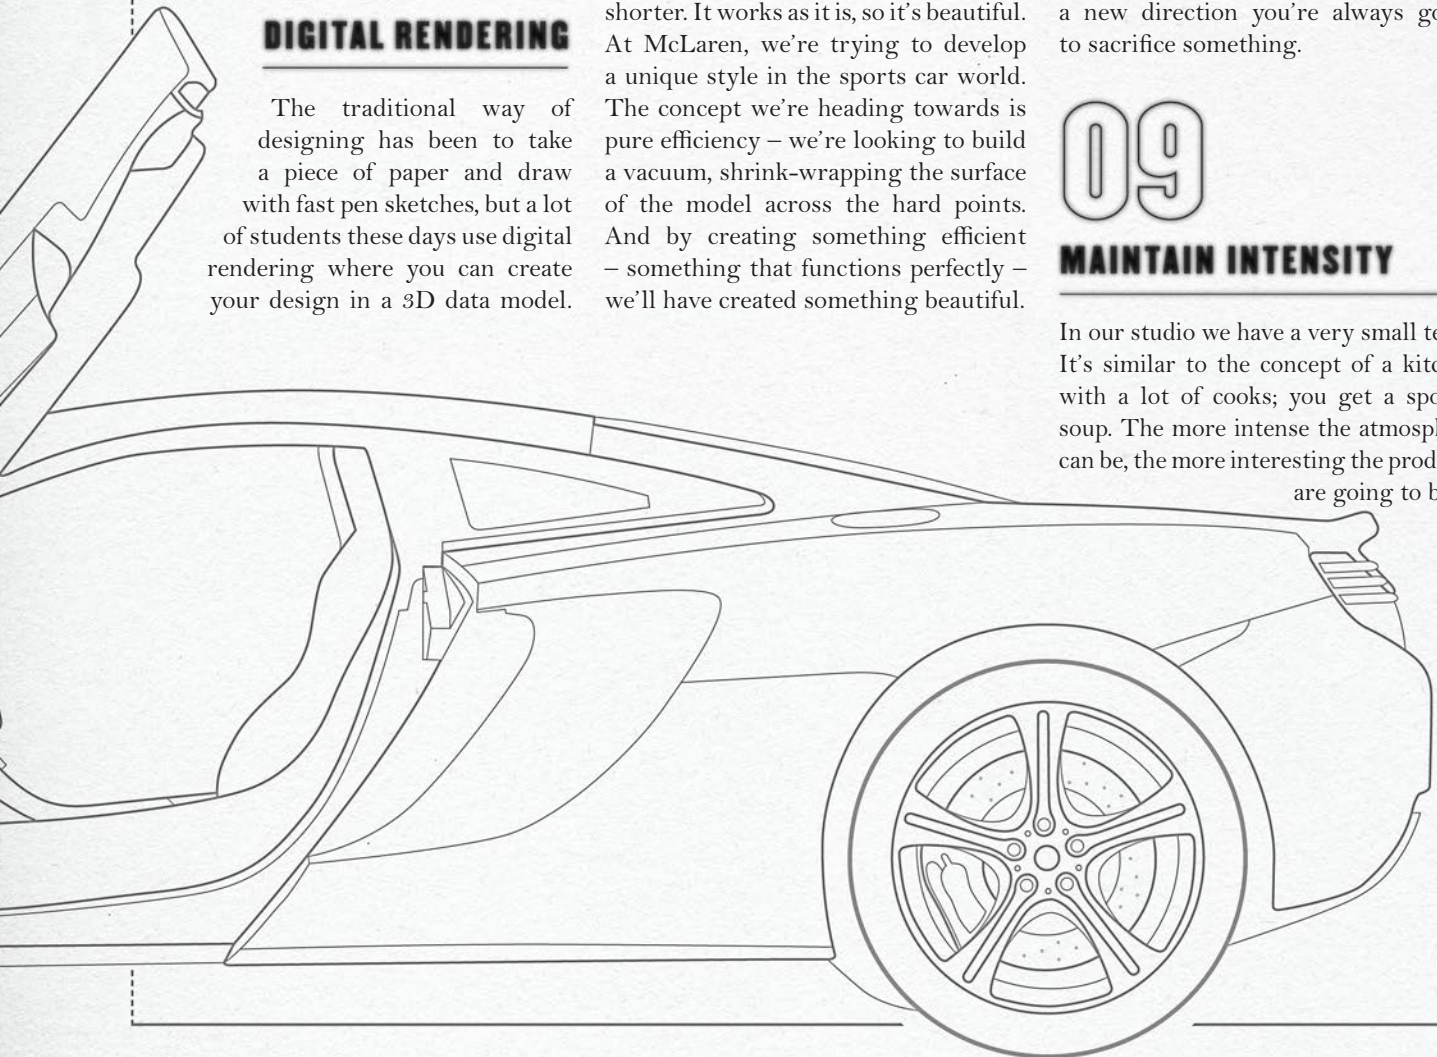 DIGITAL RENDERING
The traditional way of
designing has been to take
a piece of paper and draw
with fast pen sketches, but a lot
of students these days use digital
rendering where you can create
your design in a 3D data model.
shorter. It works as it is, so it’s beautiful.
At McLaren, we’re trying to develop
a unique style in the sports car world.
The concept we’re heading towards is
pure efficiency – we’re looking to build
a vacuum, shrink-wrapping the surface
of the model across the hard points.
And by creating something efficient
– something that functions perfectly –
we’ll have created something beautiful.
a new direction you’re always
to sacrifice something.
09
MAINTAIN INTENSITY
In our studio we have a very small
It’s similar to the concept of a
with a lot of cooks; you get a
soup. The more intense the
can be, the more interesting the
are going to